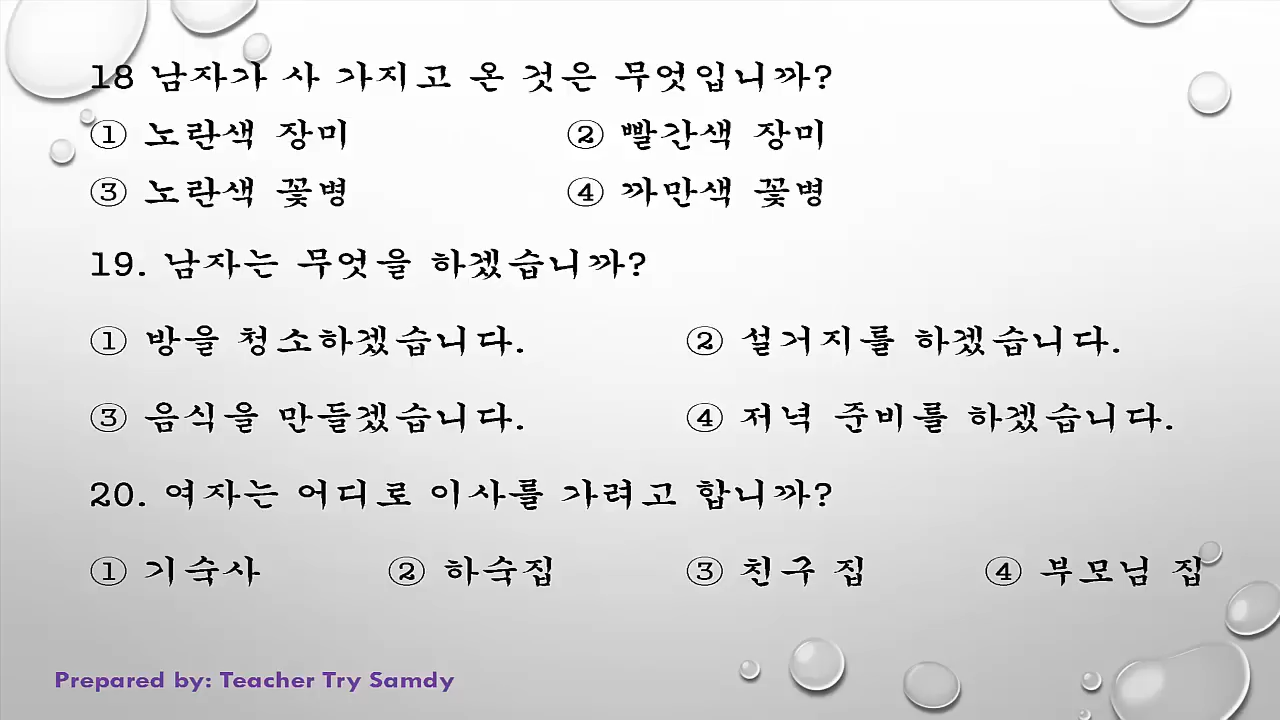 18 남자가 사 가지고 온 것은 무엇입니까?
① 노란색 장미 ② 빨간색 장미
③ 노란색 꽃병 ④ 까만색 꽃병
19. 남자는 무엇을 하겠습니까?
① 방을 청소하겠습니다. ② 설거지를 하겠습니다.
③ 음식을 만들겠습니다. ④ 저녁 준비를 하겠습니다.
20. 여자는 어디로 이사를 가려고 합니까?
① 기숙사 ② 하숙집 ③ 친구 집 ④ 부모님 집
Prepared by: Teacher Try Samdy